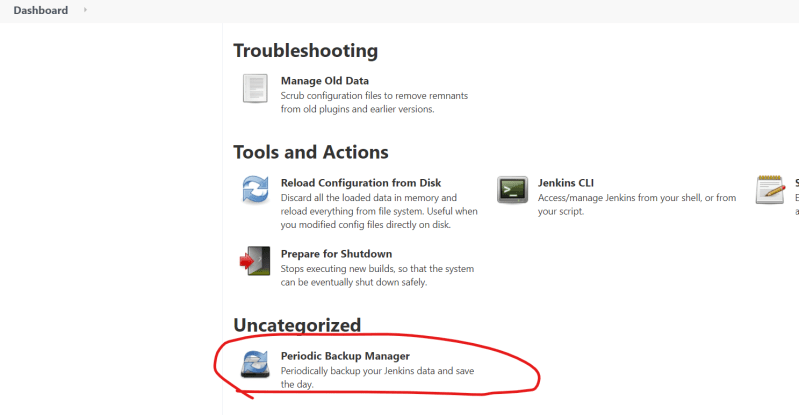 Dashboard
Troubleshooting
Manage Old Data
Scrub configuration files to remove remnants
from old plugins and earlier versions.
Tools and Actions
Reload Configuration from Disk
Discard all the loaded data in memory and
reload everything from file system. Useful when
you modified config files directly on disk.
Jenkins CLI
Access/manage Jenkins from your shell, or from
your script.
Prepare for Shutdown
Stops executing new builds, so that the system
can be eventually shut down safely.
Uncategorized
Periodic Backup Manager
Periodically backup your Jenkins data and save
the day.